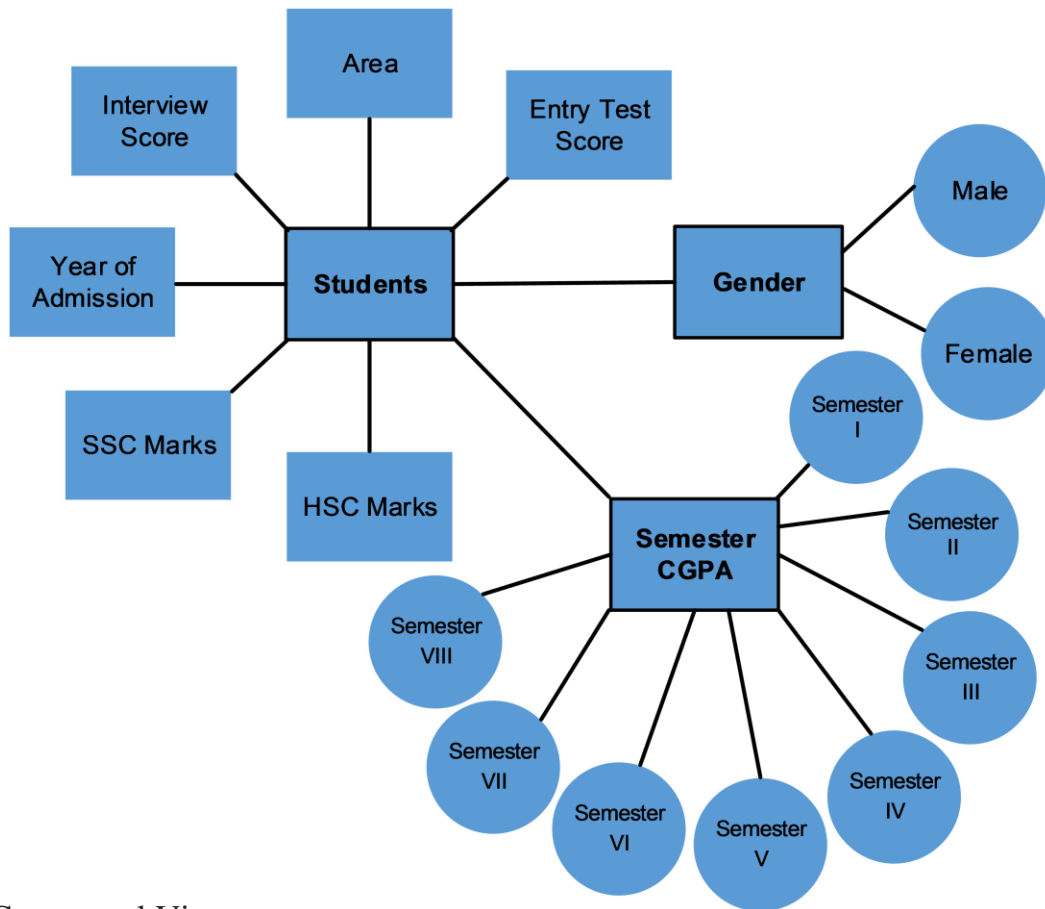 Area
Interview
Score
Entry Test
Score
Male
Year of
Admission
Students
Gender
Female
SSC Marks
HSC Marks
Semester
I
Semester
CGPA
Semester
II
Semester
III
Semester
IV
Semester
V
Semester
VI
Semester
VII
Semester
VIII